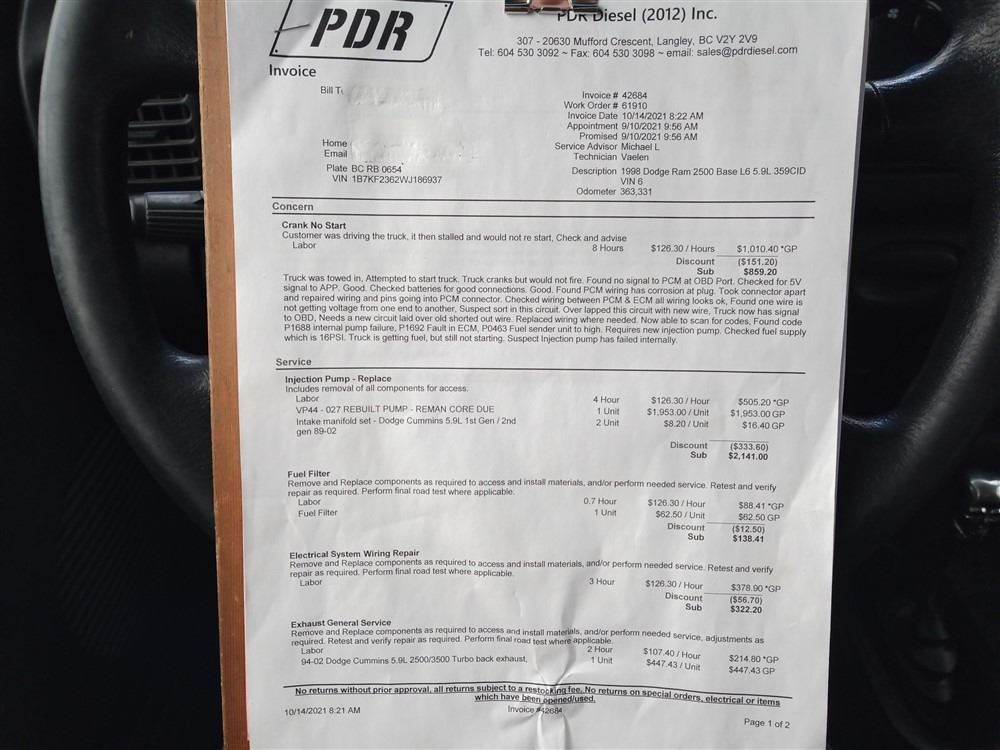 PDR
PDR Diesel (2012) Inc.
307 - 20630 Mufford Crescent, Langley, BC V2Y 2V9
Tel: 604 530 3092 ~ Fax: 604 530 3098 ~ email: sales@pdrdiesel.com
Invoice
Bill To
Invoice # 42684
Work Order # 61910
Invoice Date 10/14/2021 8:22 AM
Appointment 9/10/2021 9:56 AM
Promised 9/10/2021 9:56 AM
Service Advisor Michael L
Technician Vaelen
Home
Email
Plate BC RB 0654
VIN 1B7KF2362WJ186937
Description 1998 Dodge Ram 2500 Base L6 5.9L 359CID
VIN 6
Odometer 363,331
Concern
Crank No Start
Customer was driving the truck, it then stalled and would not re start, Check and advise
Labor 8 Hours $126.30 / Hours $1,010.40 *GP
Discount ($151.20)
Sub $859.20
Truck was towed in, Attempted to start truck. Truck cranks but would not fire. Found no signal to PCM at OBD Port. Checked for 5V
signal to APP. Good. Checked batteries for good connections. Good. Found PCM wiring has corrosion at plug. Took connector apart
and repaired wiring and pins going into PCM connector. Checked wiring between PCM & ECM all wiring looks ok, Found one wire is
not getting voltage from one end to another, Suspect sort in this circuit. Over lapped this circuit with new wire, Truck now has signal
to OBD, Needs a new circuit laid over old shorted out wire. Replaced wiring where needed. Now able to scan for codes, Found code
P1688 internal pump failure, P1692 Fault in ECM, P0463 Fuel sender unit to high. Requires new injection pump. Checked fuel supply
which is 16PSI. Truck is getting fuel, but still not starting. Suspect Injection pump has failed internally.
Service
Injection Pump - Replace
Includes removal of all components for access.
Labor 4 Hour $126.30 / Hour $505.20 *GP
VP44 - 027 REBUILT PUMP - REMAN CORE DUE 1 Unit $1,953.00 / Unit $1,953.00 GP
Intake manifold set - Dodge Cummins 5.9L 1st Gen / 2nd 2 Unit $8.20 / Unit $16.40 GP
gen 89-02
Discount ($333.60)
Sub $2,141.00
Fuel Filter
Remove and Replace components as required to access and install materials, and/or perform needed service. Retest and verify
repair as required. Perform final road test where applicable.
Labor 0.7 Hour $126.30 / Hour $88.41 *GP
Fuel Filter 1 Unit $62.50 / Unit $62.50 GP
Discount ($12.50)
Sub $138.41
Electrical System Wiring Repair
Remove and Replace components as required to access and install materials, and/or perform needed service. Retest and verify
repair as required. Perform final road test where applicable.
Labor 3 Hour $126.30 / Hour $378.90 *GP
Discount ($56.70)
Sub $322.20
Exhaust General Service
Remove and Replace components as required to access and install materials, and/or perform needed service, adjustments as
required. Retest and verify repair as required. Perform final road test where applicable.
Labor 2 Hour $107.40 / Hour $214.80 *GP
94-02 Dodge Cummins 5.9L 2500/3500 Turbo back exhaust, 1 Unit $447.43 / Unit $447.43 GP
No returns without prior approval, all returns subject to a restocking fee. No returns on special orders, electrical or items
which have been opened/used.
10/14/2021 8:21 AM Invoice #42684 Page 1 of 2